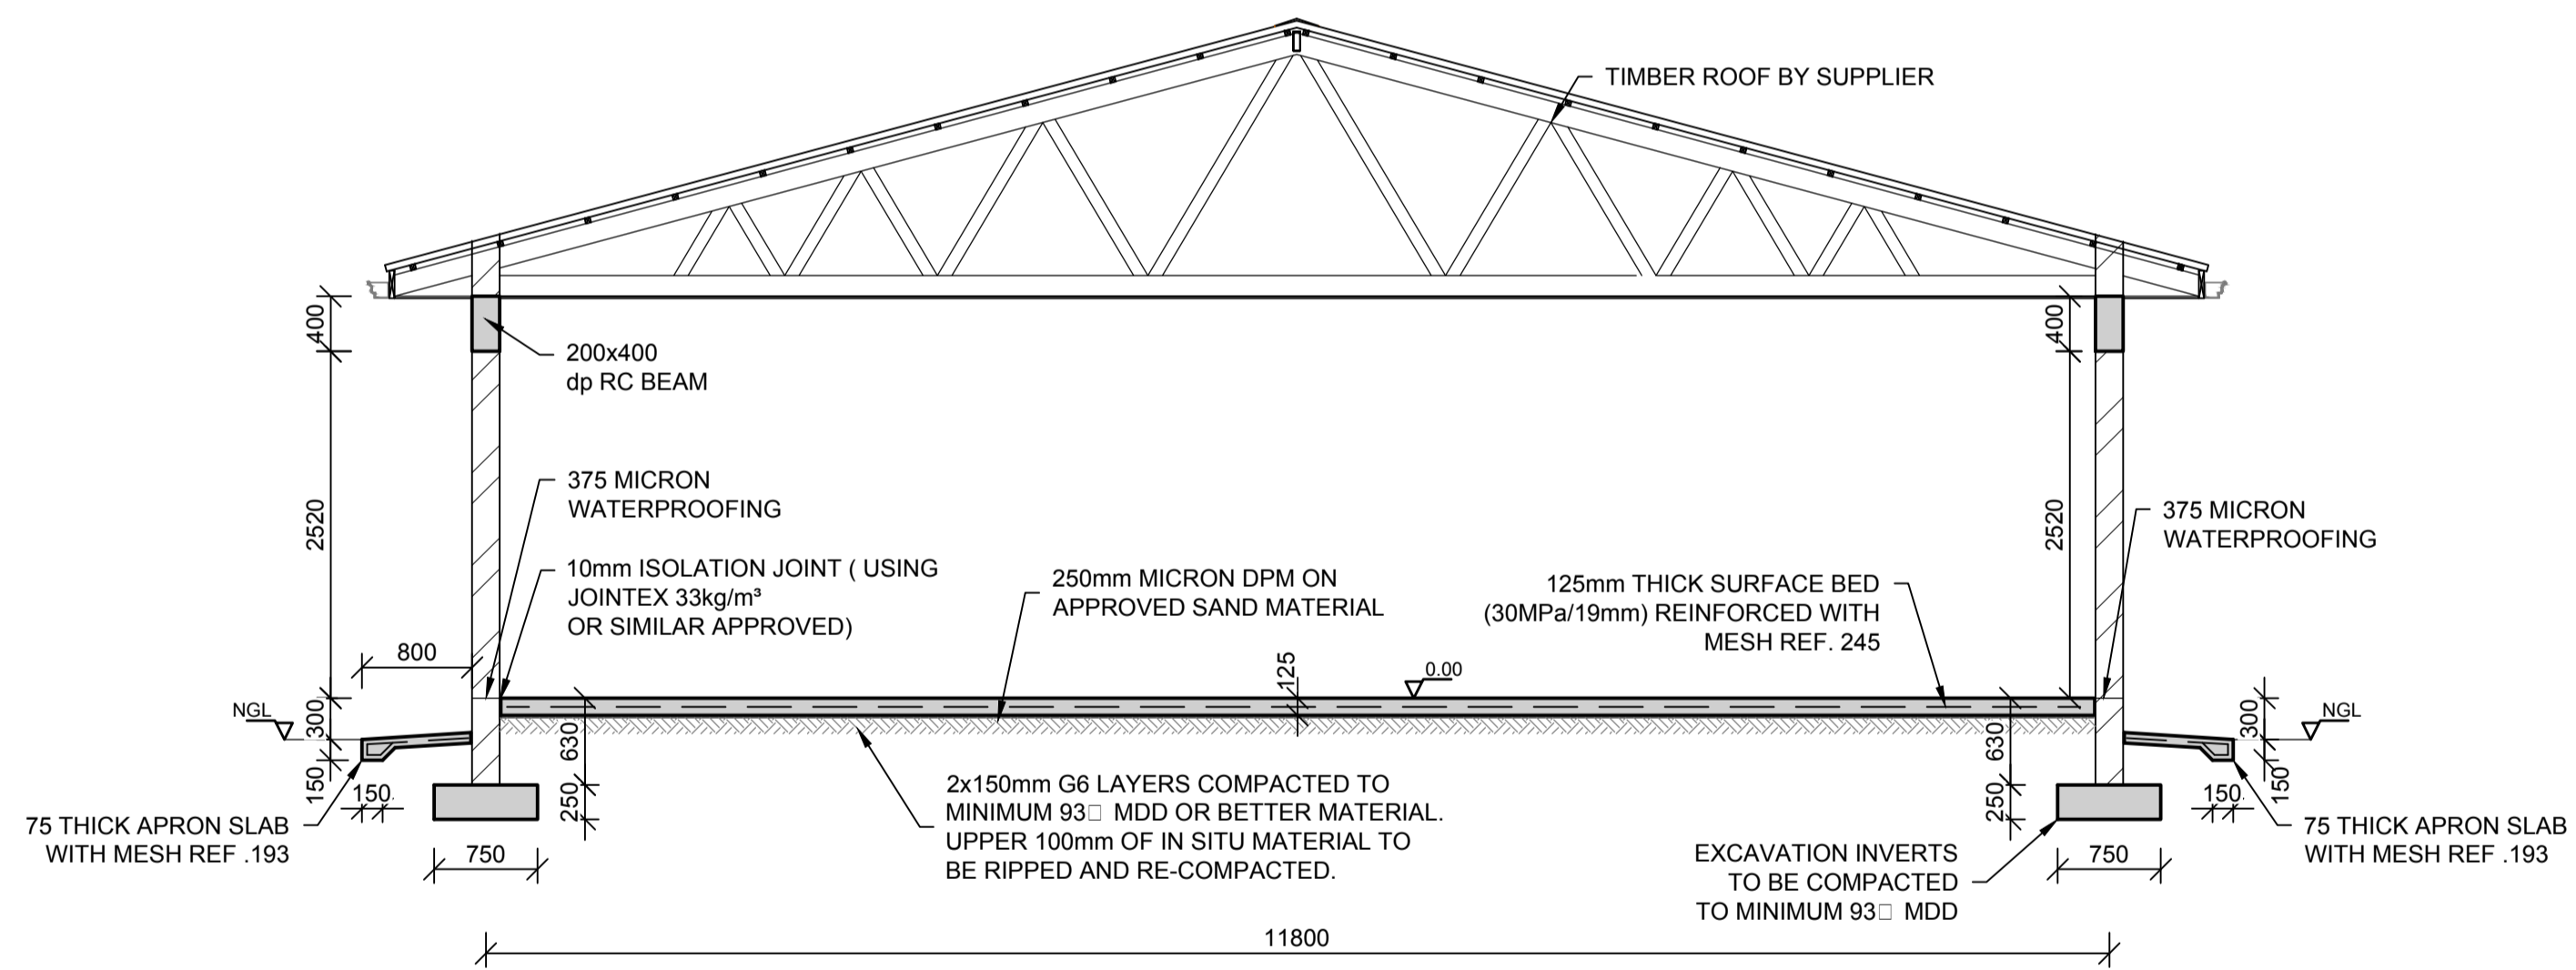 TIMBER ROOF BY SUPPLIER
400
400
200x400
dp RC BEAM
2520
2520
375 MICRON
WATERPROOFING
375 MICRON
WATERPROOFING
10mm ISOLATION JOINT ( USING
JOINTEX 33kg/m³
OR SIMILAR APPROVED)
250mm MICRON DPM ON
APPROVED SAND MATERIAL
125mm THICK SURFACE BED
(30MPa/19mm) REINFORCED WITH
MESH REF. 245
800
125
0.00
NGL
300
630
630
300
NGL
150
150
250
250
150
150
75 THICK APRON SLAB
WITH MESH REF .193
750
2x150mm G6 LAYERS COMPACTED TO
MINIMUM 93□ MDD OR BETTER MATERIAL.
UPPER 100mm OF IN SITU MATERIAL TO
BE RIPPED AND RE-COMPACTED.
EXCAVATION INVERTS
TO BE COMPACTED
TO MINIMUM 93□ MDD
750
75 THICK APRON SLAB
WITH MESH REF .193
11800